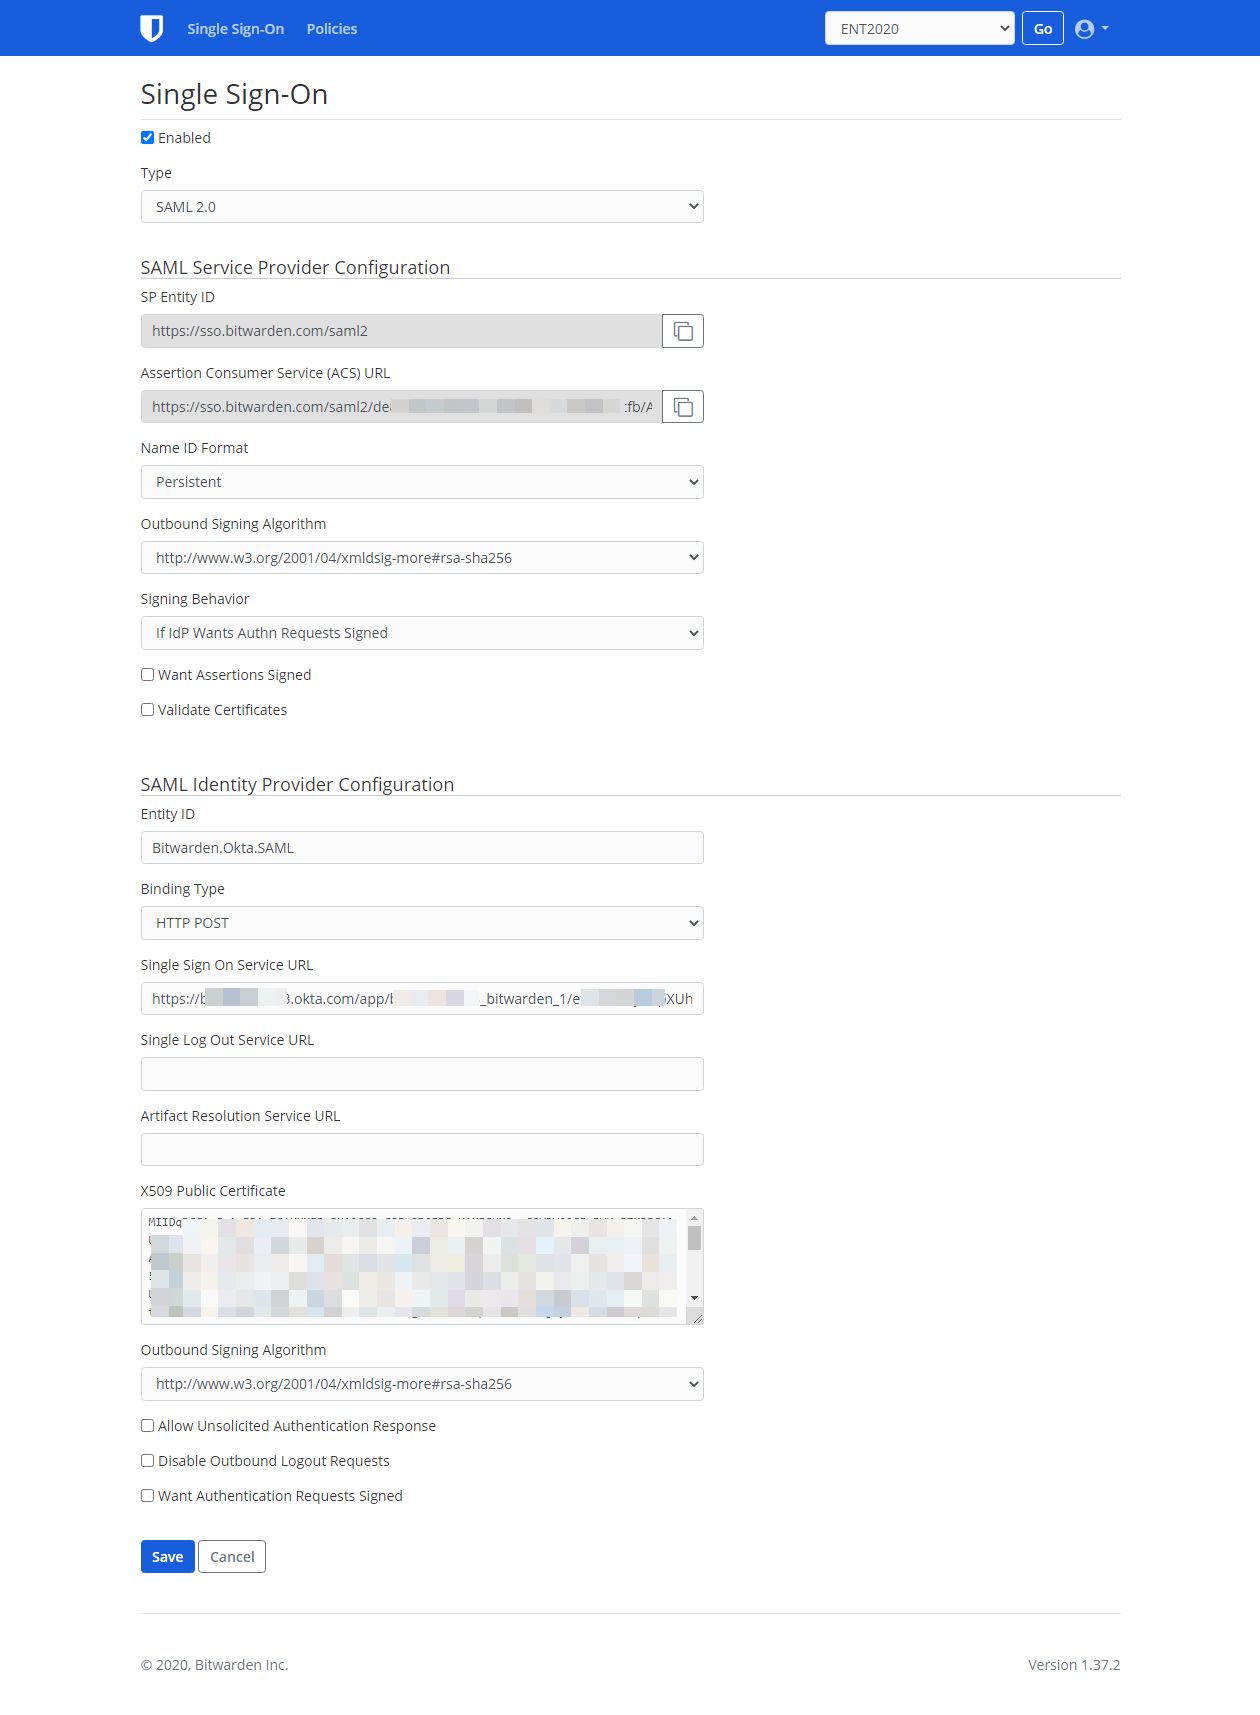 Single Sign-On Policies ENT2020 Go
Single Sign-On
Enabled
Type
SAML 2.0
SAML Service Provider Configuration
SP Entity ID
https://sso.bitwarden.com/saml2
Assertion Consumer Service (ACS) URL
https://sso.bitwarden.com/saml2/de
Name ID Format
Persistent
Outbound Signing Algorithm
http://www.w3.org/2001/04/xmldsig-more#rsa-sha256
Signing Behavior
If IdP Wants Authn Requests Signed
Want Assertions Signed
Validate Certificates
SAML Identity Provider Configuration
Entity ID
Bitwarden.Okta.SAML
Binding Type
HTTP POST
Single Sign On Service URL
https:// .okta.com/app/ _bitwarden_1/e XUh
Single Log Out Service URL
Artifact Resolution Service URL
X509 Public Certificate
MIIDq
Outbound Signing Algorithm
http://www.w3.org/2001/04/xmldsig-more#rsa-sha256
Allow Unsolicited Authentication Response
Disable Outbound Logout Requests
Want Authentication Requests Signed
Save Cancel
© 2020, Bitwarden Inc. Version 1.37.2